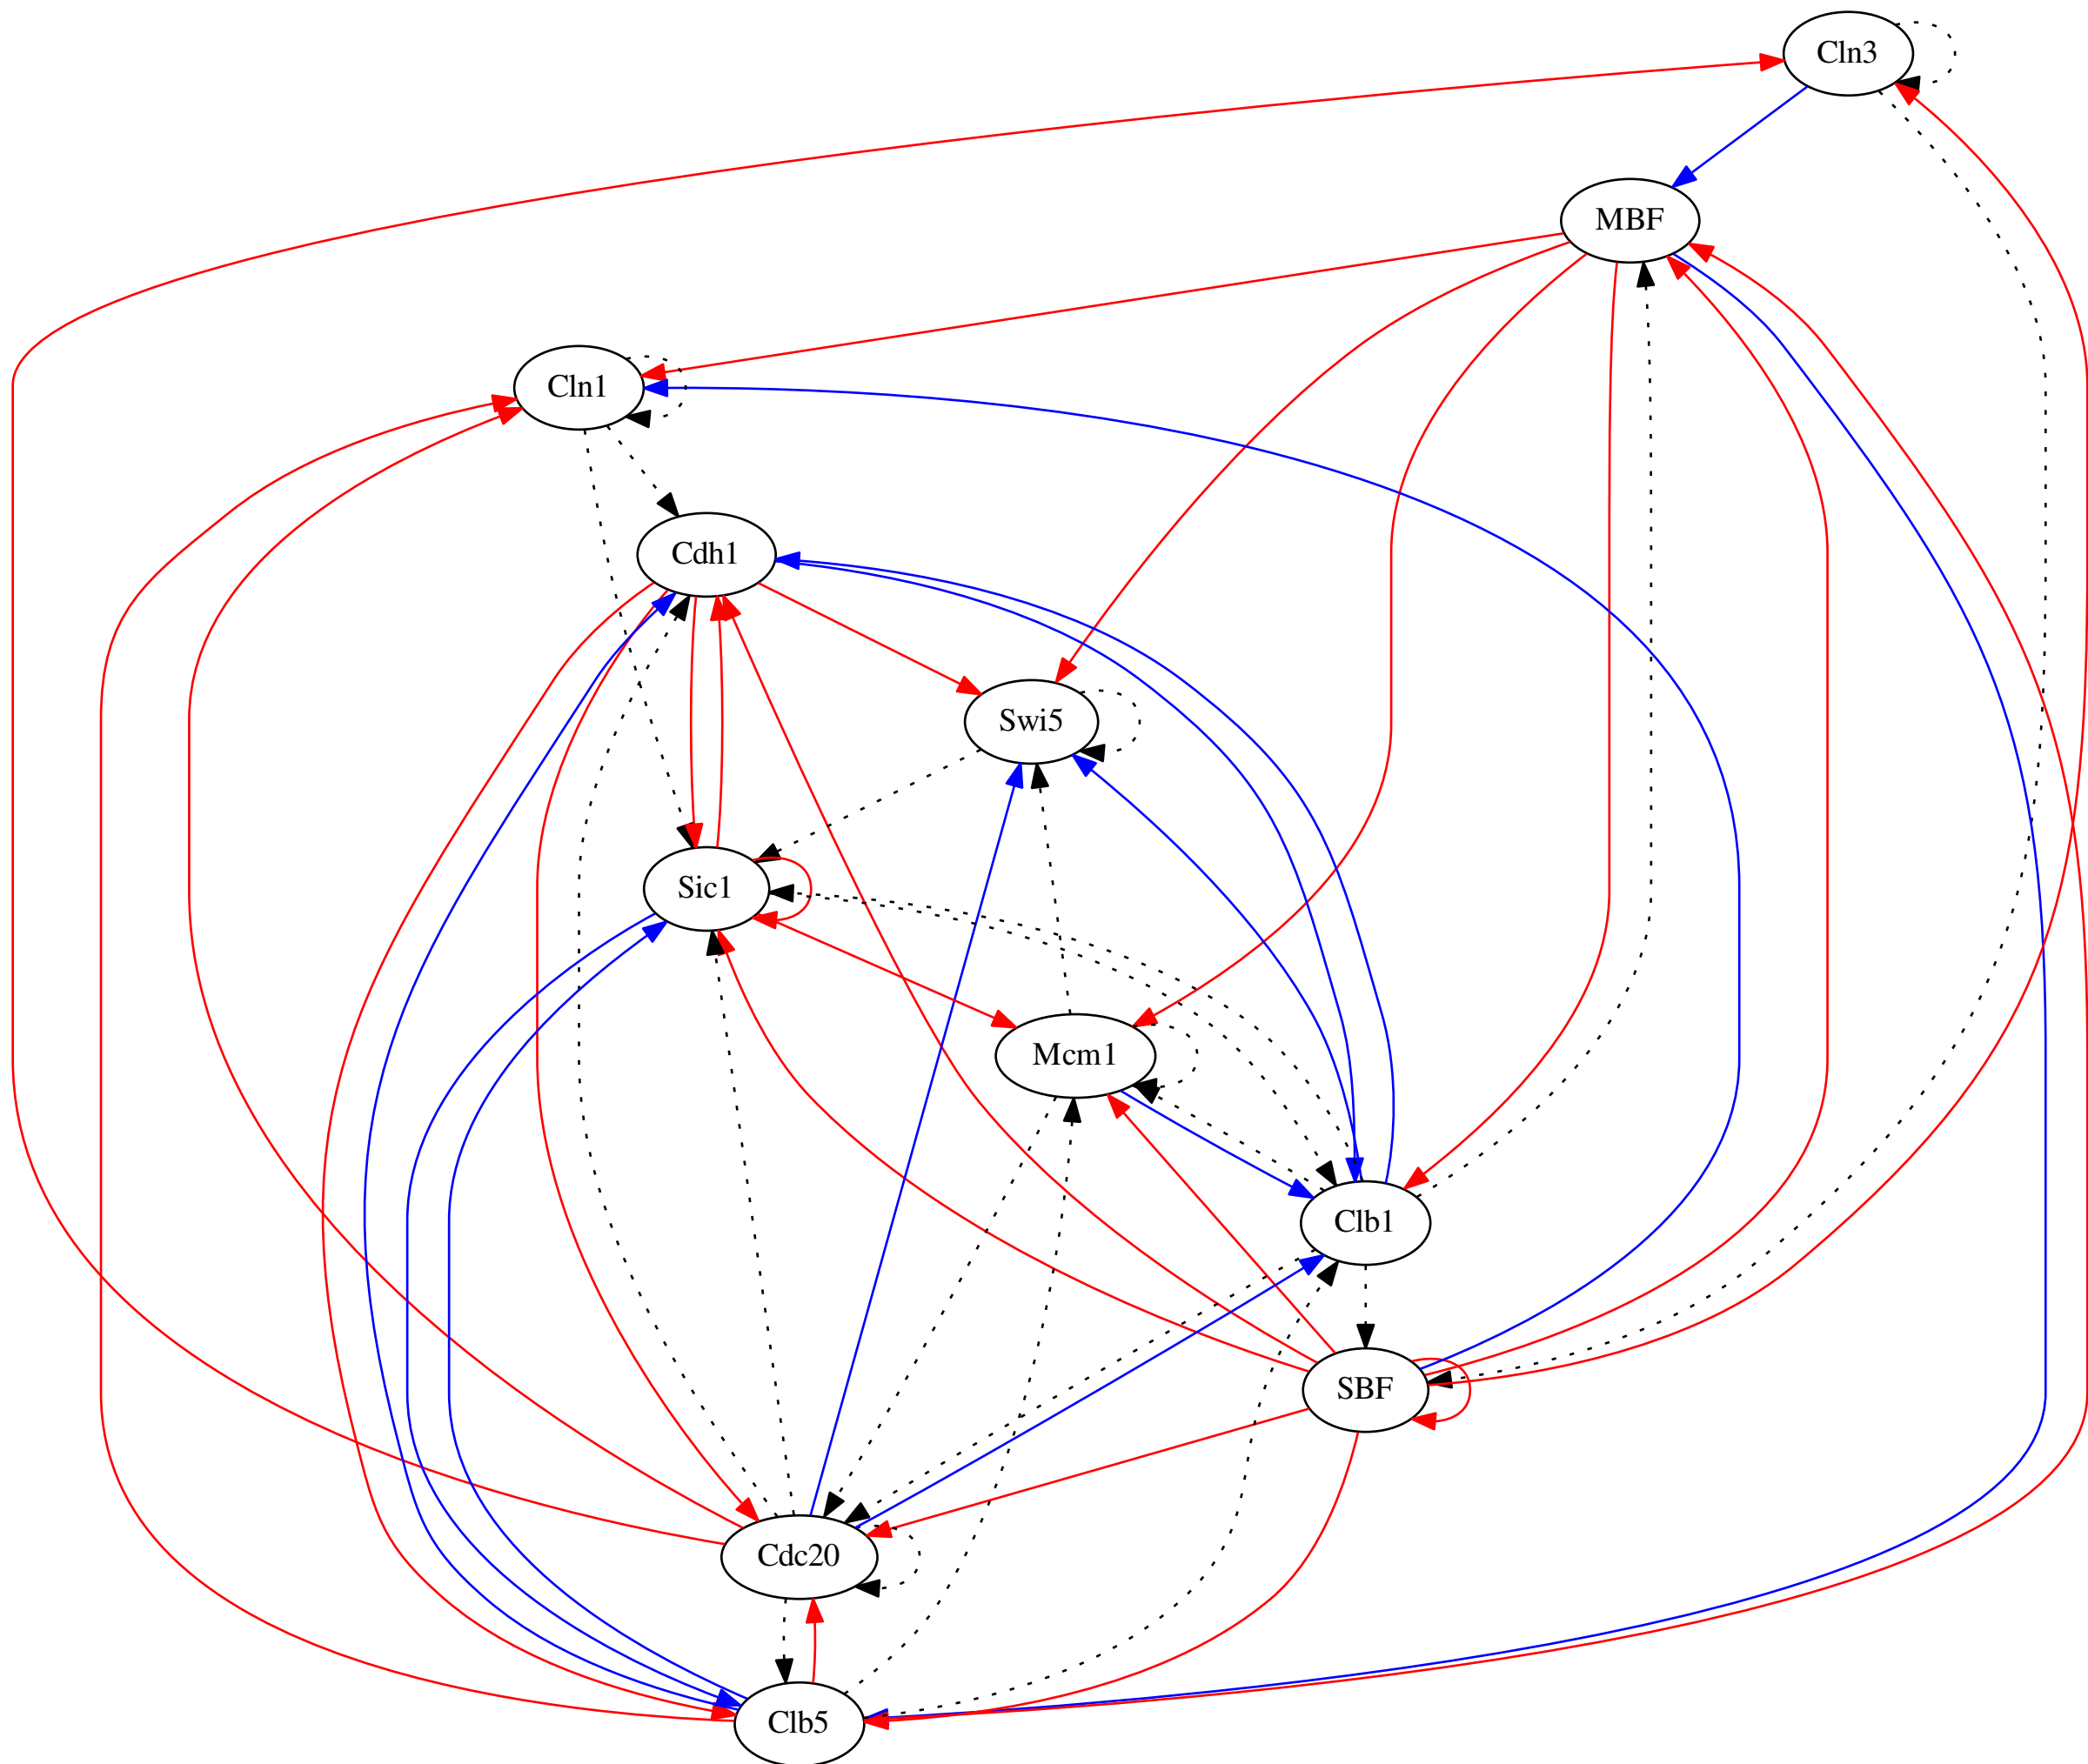 Cln3
MBF
Cln1
Cdh1
Swi5
Sic1
Mcm1
Clb1
SBF
Cdc20
Clb5